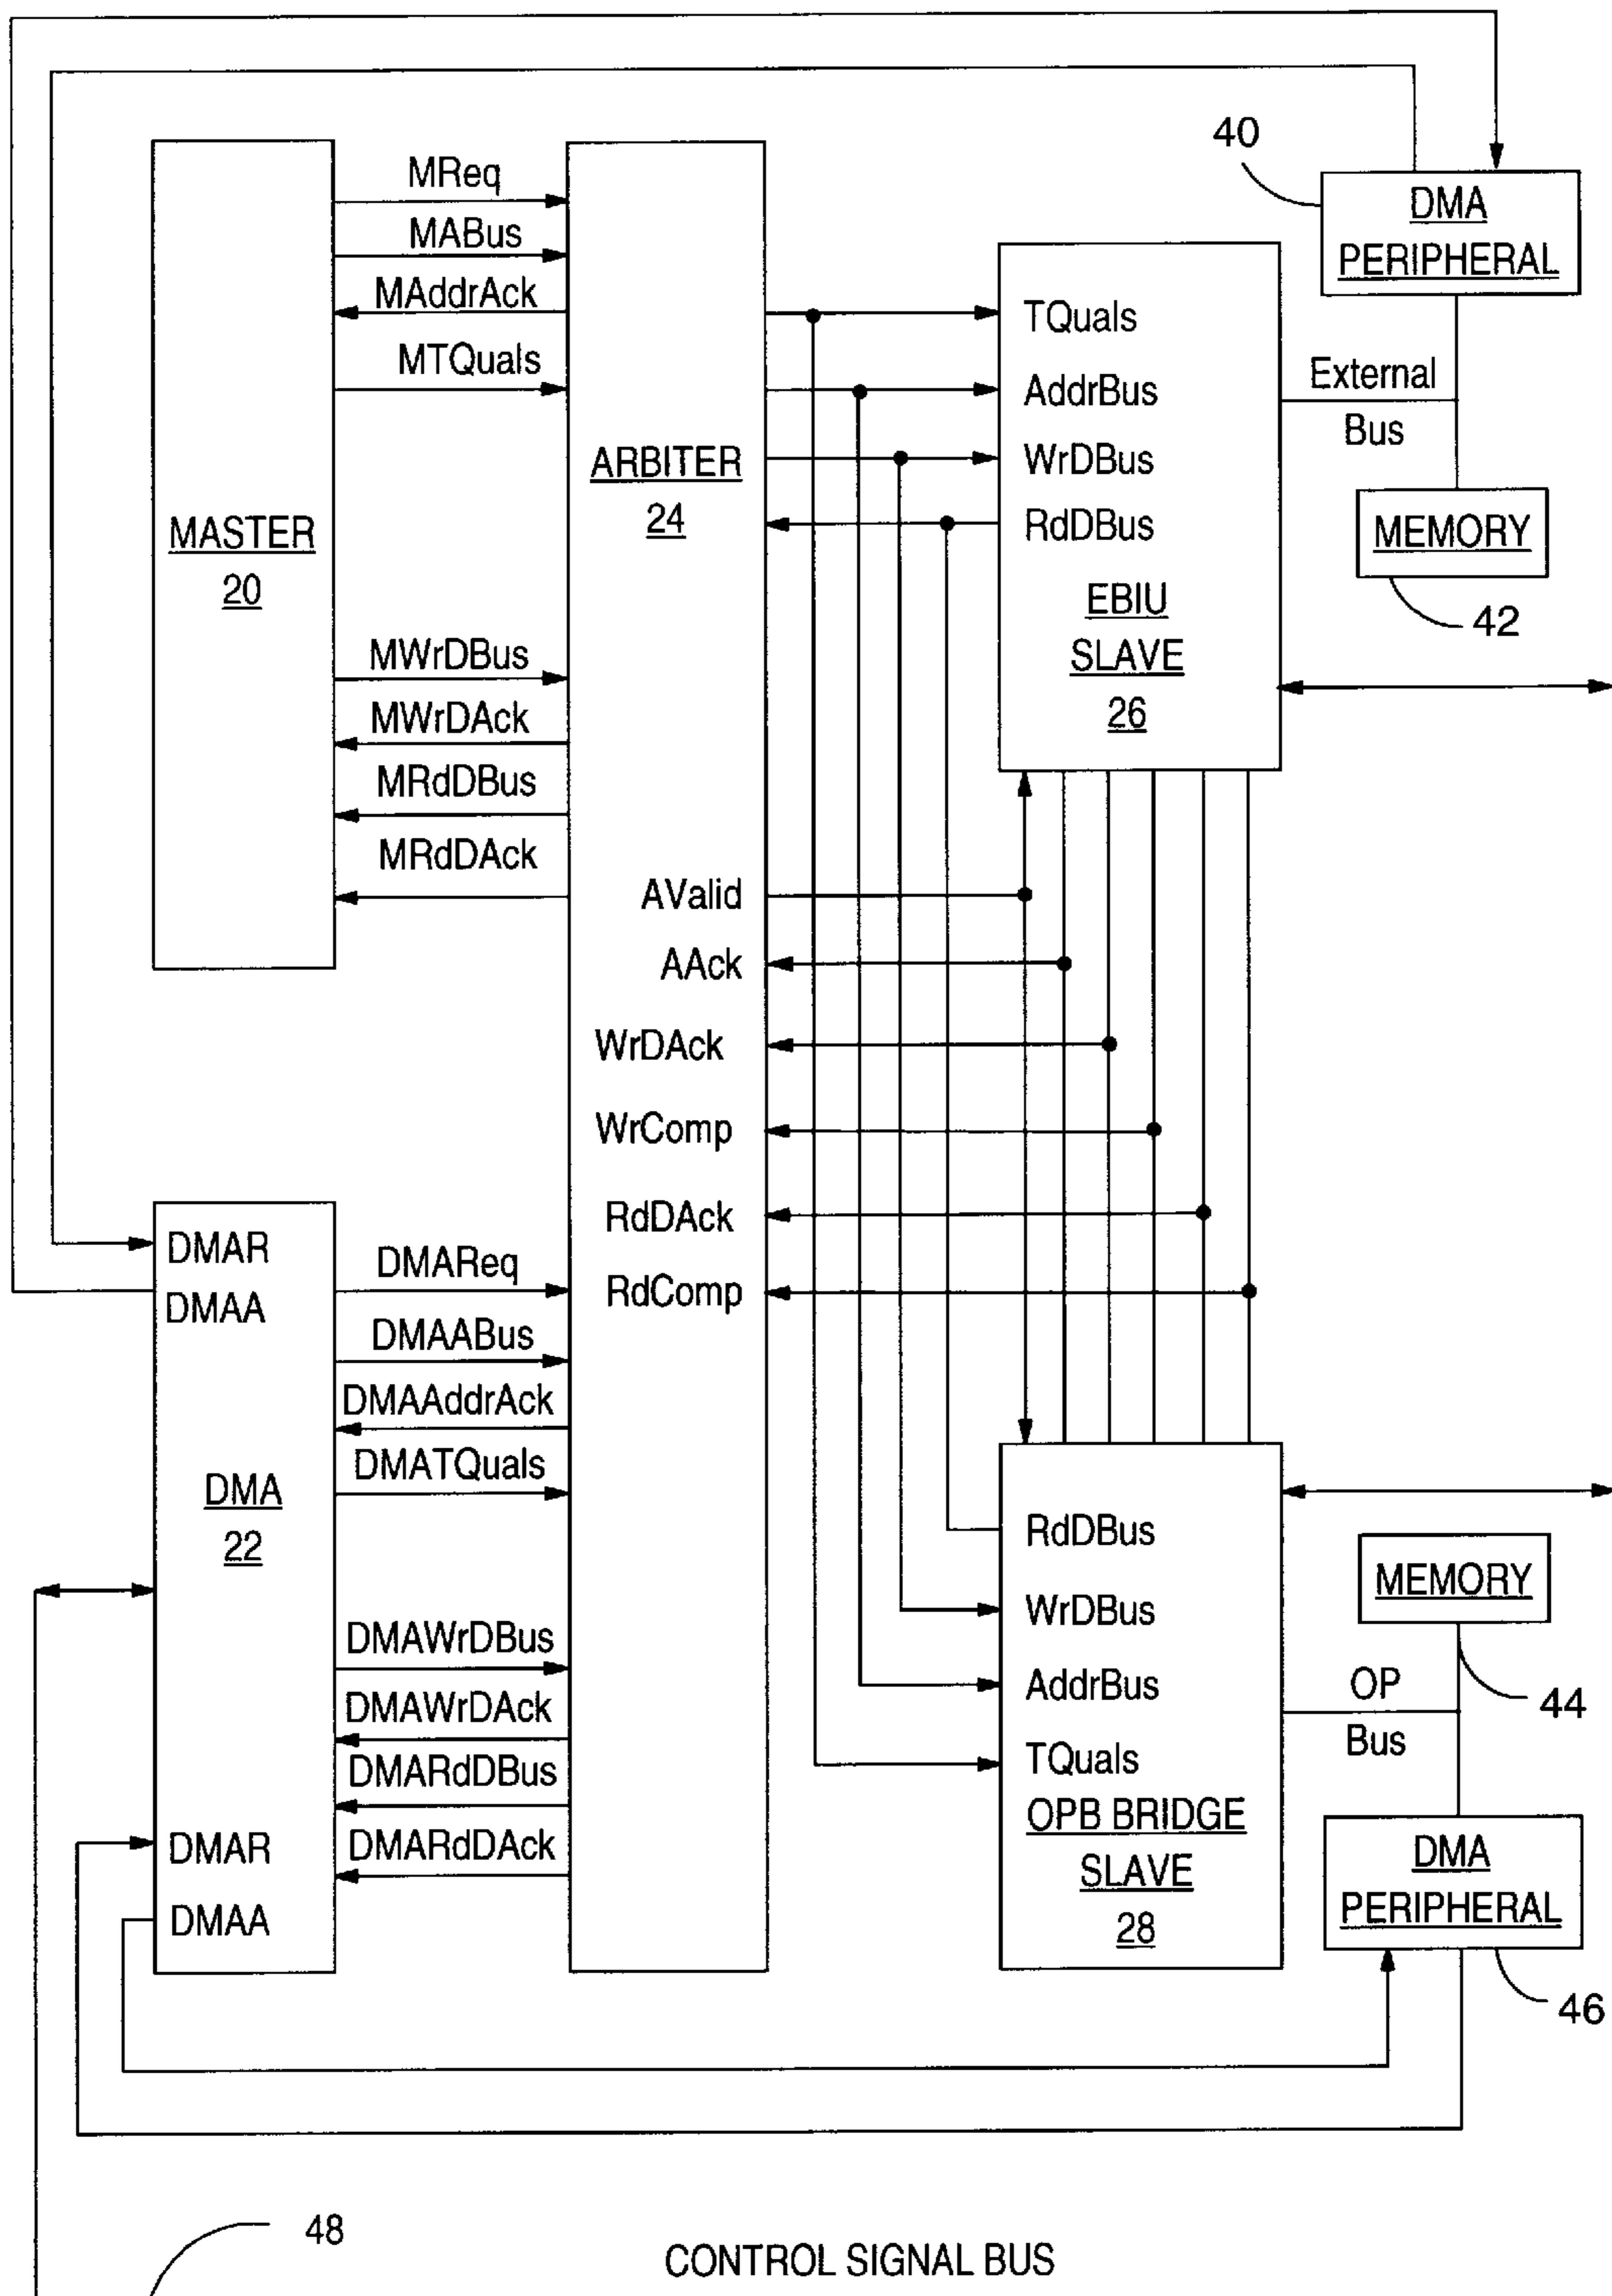 40
DMA
PERIPHERAL
MReq
MABus
MAddrAck
MTQuals
MASTER
20
MWrDBus
MWrDAck
MRdDBus
MRdDAck
ARBITER
24
AValid
AAck
WrDAck
WrComp
RdDAck
RdComp
TQuals
AddrBus
WrDBus
RdDBus
EBIU
SLAVE
26
External
Bus
MEMORY
42
DMAR
DMAA
DMA
22
DMAR
DMAA
DMAReq
DMAABus
DMAAddrAck
DMATQuals
DMAWrDBus
DMAWrDAck
DMARdDBus
DMARdDAck
RdDBus
WrDBus
AddrBus
TQuals
OPB BRIDGE
SLAVE
28
MEMORY
44
OP
Bus
DMA
PERIPHERAL
46
48
CONTROL SIGNAL BUS